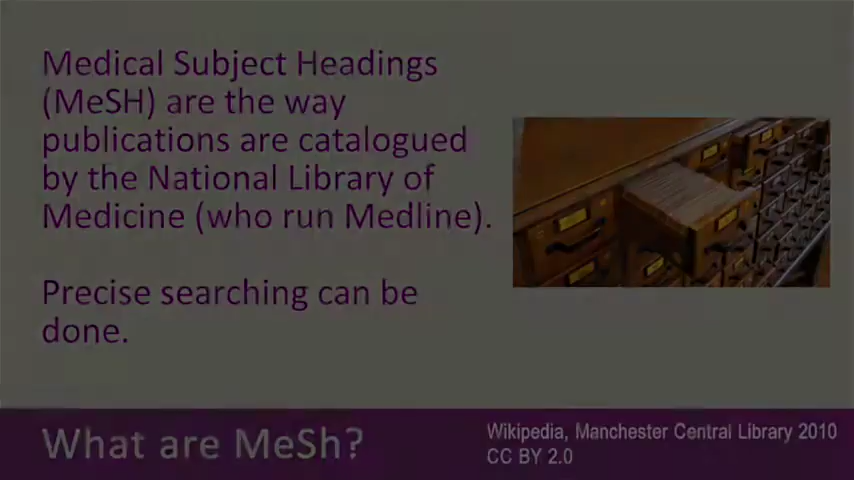 Medical Subject Headings
(MeSH) are the way
publications are catalogued
by the National Library of
Medicine (who run Medline).
Precise searching can be
done.
What are MeSh?
Wikipedia, Manchester Central Library 2010
CC BY 2.0